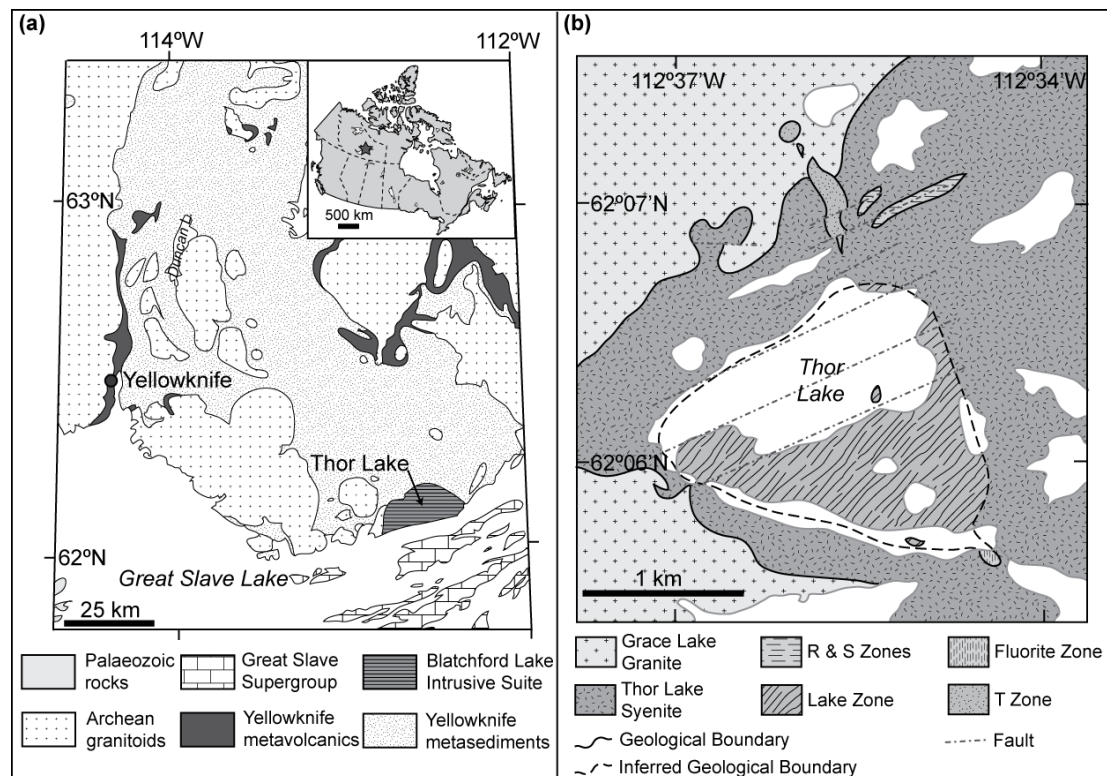 (a)
114ºW
112ºW
63ºN
500 km
Duncan L
Yellowknife
Thor Lake
62ºN
Great Slave Lake
25 km
Palaeozoic
rocks
Great Slave
Supergroup
Blatchford Lake
Intrusive Suite
Archean
granitoids
Yellowknife
metavolcanics
Yellowknife
metasediments
(b)
112º37'W
112º34'W
62º07'N
Thor
Lake
62º06'N
1 km
Grace Lake
Granite
R & S Zones
Fluorite Zone
Thor Lake
Syenite
Lake Zone
T Zone
Geological Boundary
Fault
Inferred Geological Boundary